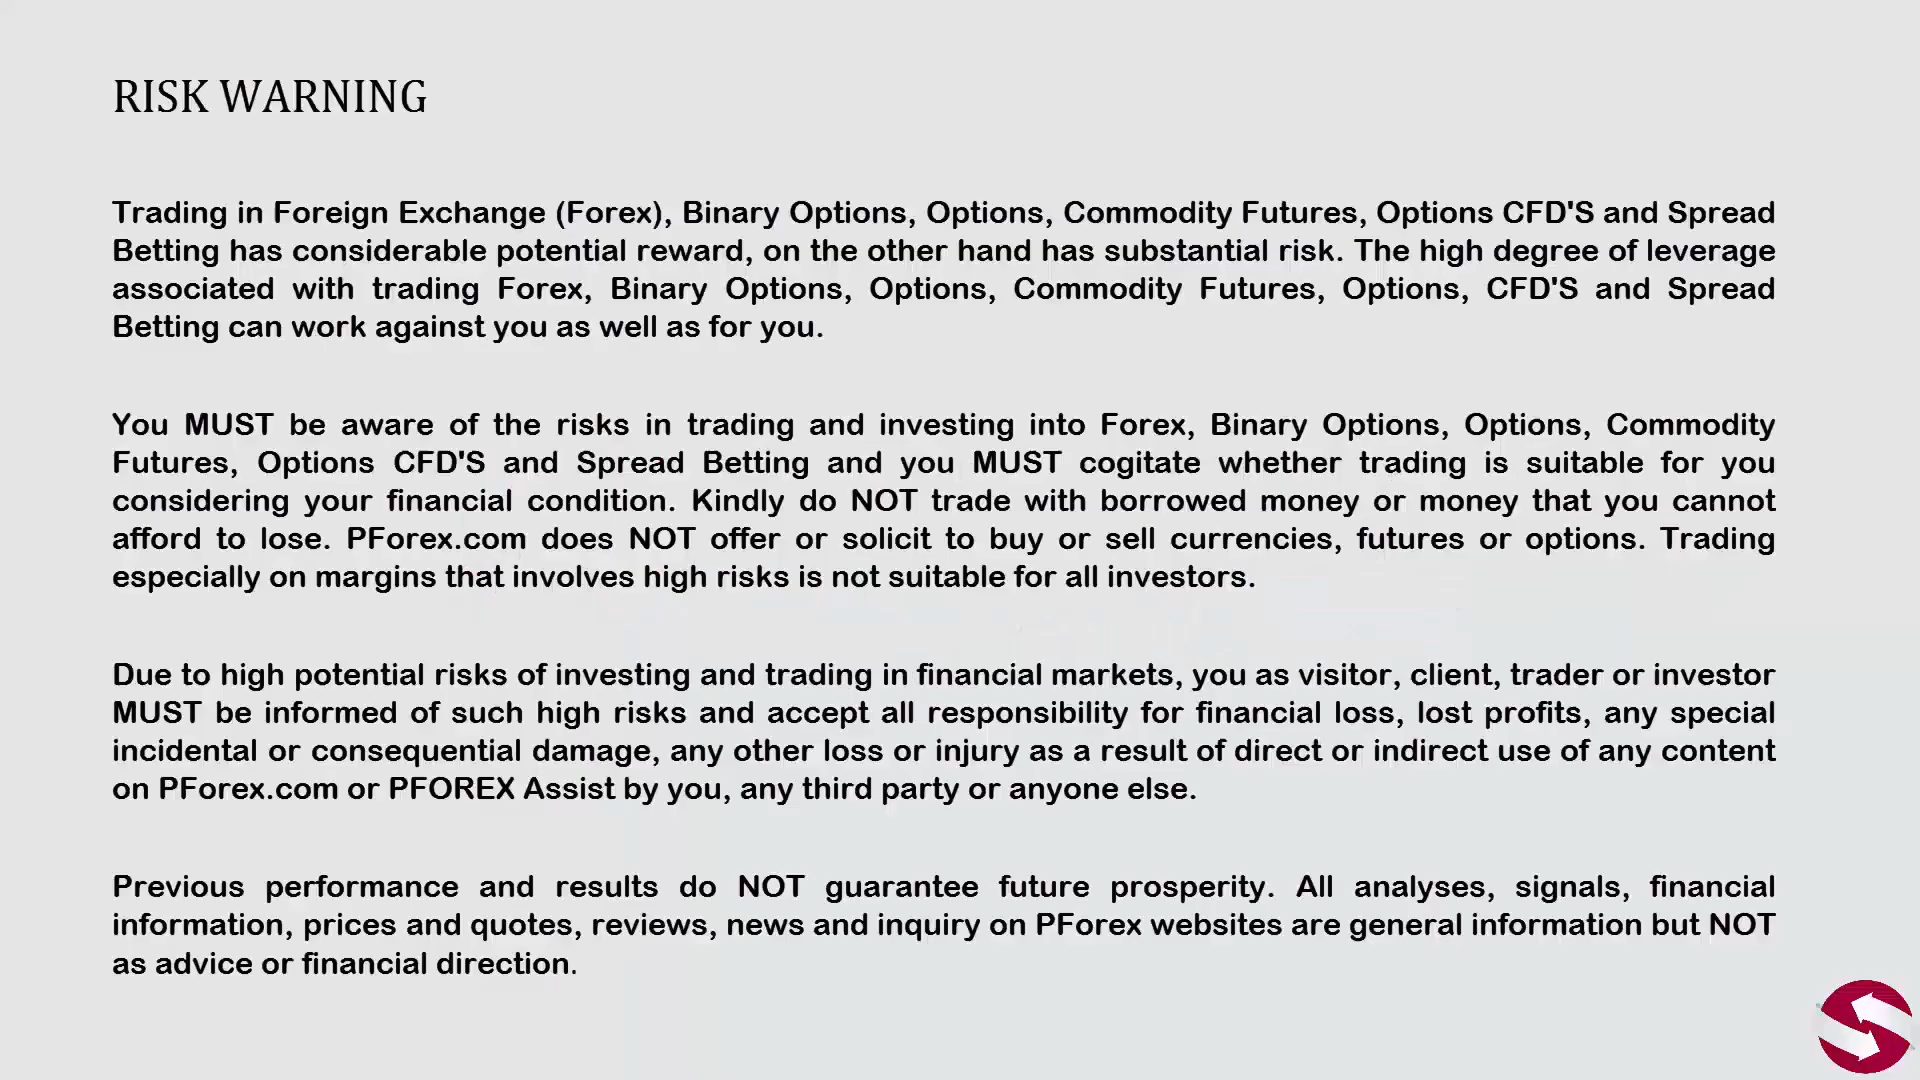 RISK WARNING
Trading in Foreign Exchange (Forex), Binary Options, Options, Commodity Futures, Options CFD'S and Spread
Betting has considerable potential reward, on the other hand has substantial risk. The high degree of leverage
associated with trading Forex, Binary Options, Options, Commodity Futures, Options, CFD'S and Spread
Betting can work against you as well as for you.
You MUST be aware of the risks in trading and investing into Forex, Binary Options, Options, Commodity
Futures, Options CFD'S and Spread Betting and you MUST cogitate whether trading is suitable for you
considering your financial condition. Kindly do NOT trade with borrowed money or money that you cannot
afford to lose. PForex.com does NOT offer or solicit to buy or sell currencies, futures or options. Trading
especially on margins that involves high risks is not suitable for all investors.
Due to high potential risks of investing and trading in financial markets, you as visitor, client, trader or investor
MUST be informed of such high risks and accept all responsibility for financial loss, lost profits, any special
incidental or consequential damage, any other loss or injury as a result of direct or indirect use of any content
on PForex.com or PFOREX Assist by you, any third party or anyone else.
Previous performance and results do NOT guarantee future prosperity. All analyses, signals, financial
information, prices and quotes, reviews, news and inquiry on PForex websites are general information but NOT
as advice or financial direction.